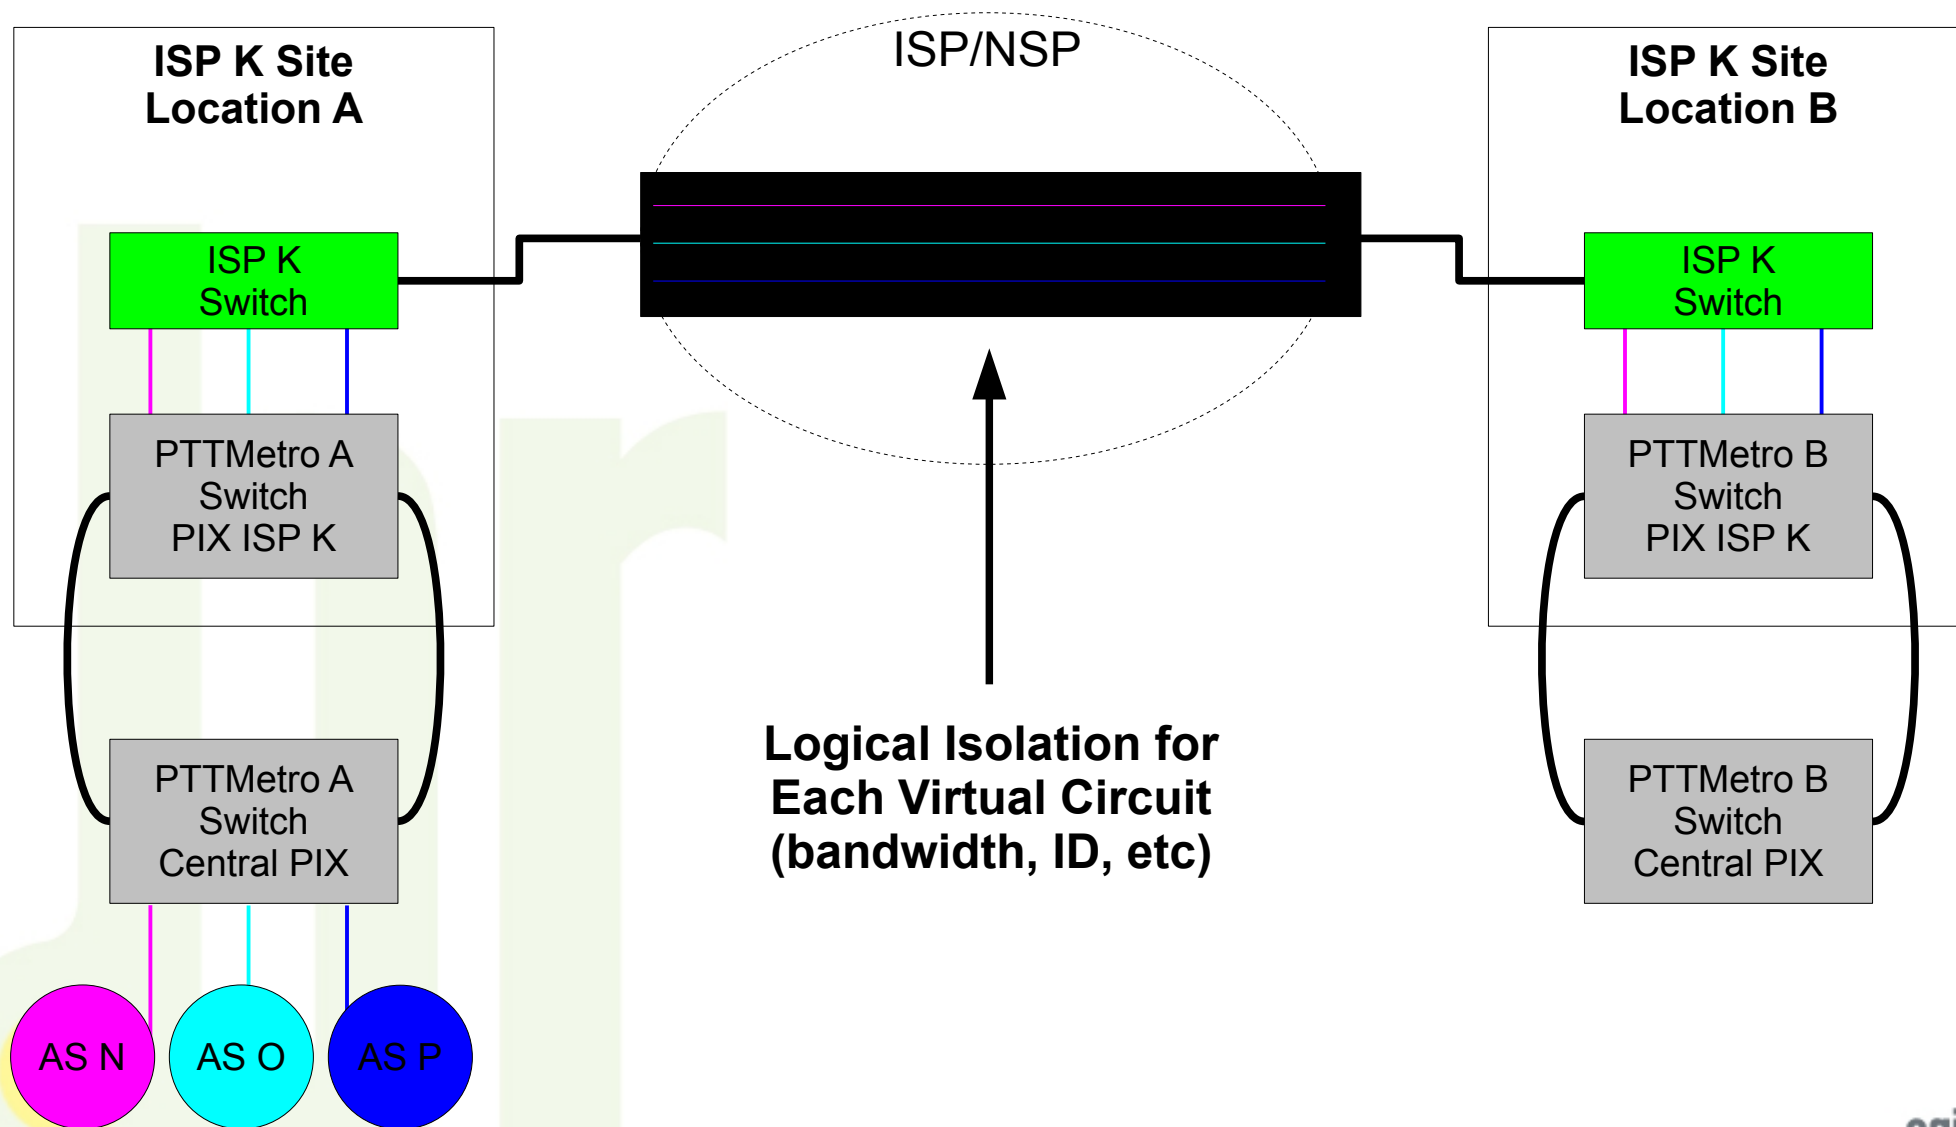 ISP K Site
Location A
ISP/NSP
ISP K Site
Location B
ISP K
Switch
ISP K
Switch
PTTMetro A
Switch
PIX ISP K
PTTMetro B
Switch
PIX ISP K
Logical Isolation for
Each Virtual Circuit
(bandwidth, ID, etc)
PTTMetro A
Switch
Central PIX
PTTMetro B
Switch
Central PIX
AS N
AS O
AS P